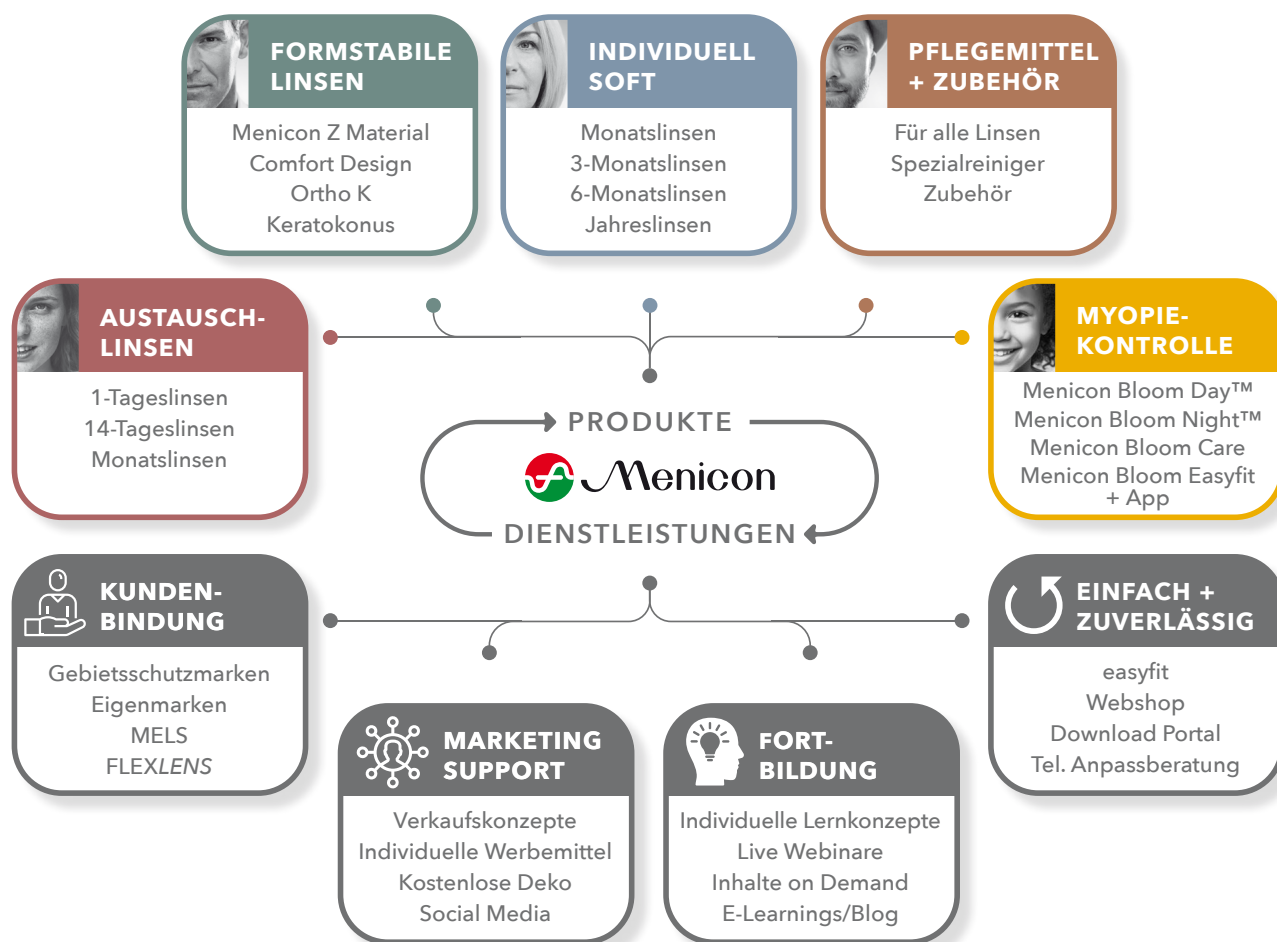 FORMSTABILE
LINSEN
Menicon Z Material
Comfort Design
Ortho K
Keratokonus
INDIVIDUELL
SOFT
Monatslinsen
3-Monatslinsen
6-Monatslinsen
Jahreslinsen
PFLEGEMITTEL
+ ZUBEHÖR
Für alle Linsen
Spezialreiniger
Zubehör
AUSTAUSCH-
LINSEN
1-Tageslinsen
14-Tageslinsen
Monatslinsen
MYOPIE-
KONTROLLE
Menicon Bloom Day™
Menicon Bloom Night™
Menicon Bloom Care
Menicon Bloom Easyfit
+ App
PRODUKTE
Menicon
DIENSTLEISTUNGEN
KUNDEN-
BINDUNG
Gebietsschutzmarken
Eigenmarken
MELS
FLEXLENS
MARKETING
SUPPORT
Verkaufskonzepte
Individuelle Werbemittel
Kostenlose Deko
Social Media
FORT-
BILDUNG
Individuelle Lernkonzepte
Live Webinare
Inhalte on Demand
E-Learnings/Blog
EINFACH +
ZUVERLÄSSIG
easyfit
Webshop
Download Portal
Tel. Anpassberatung